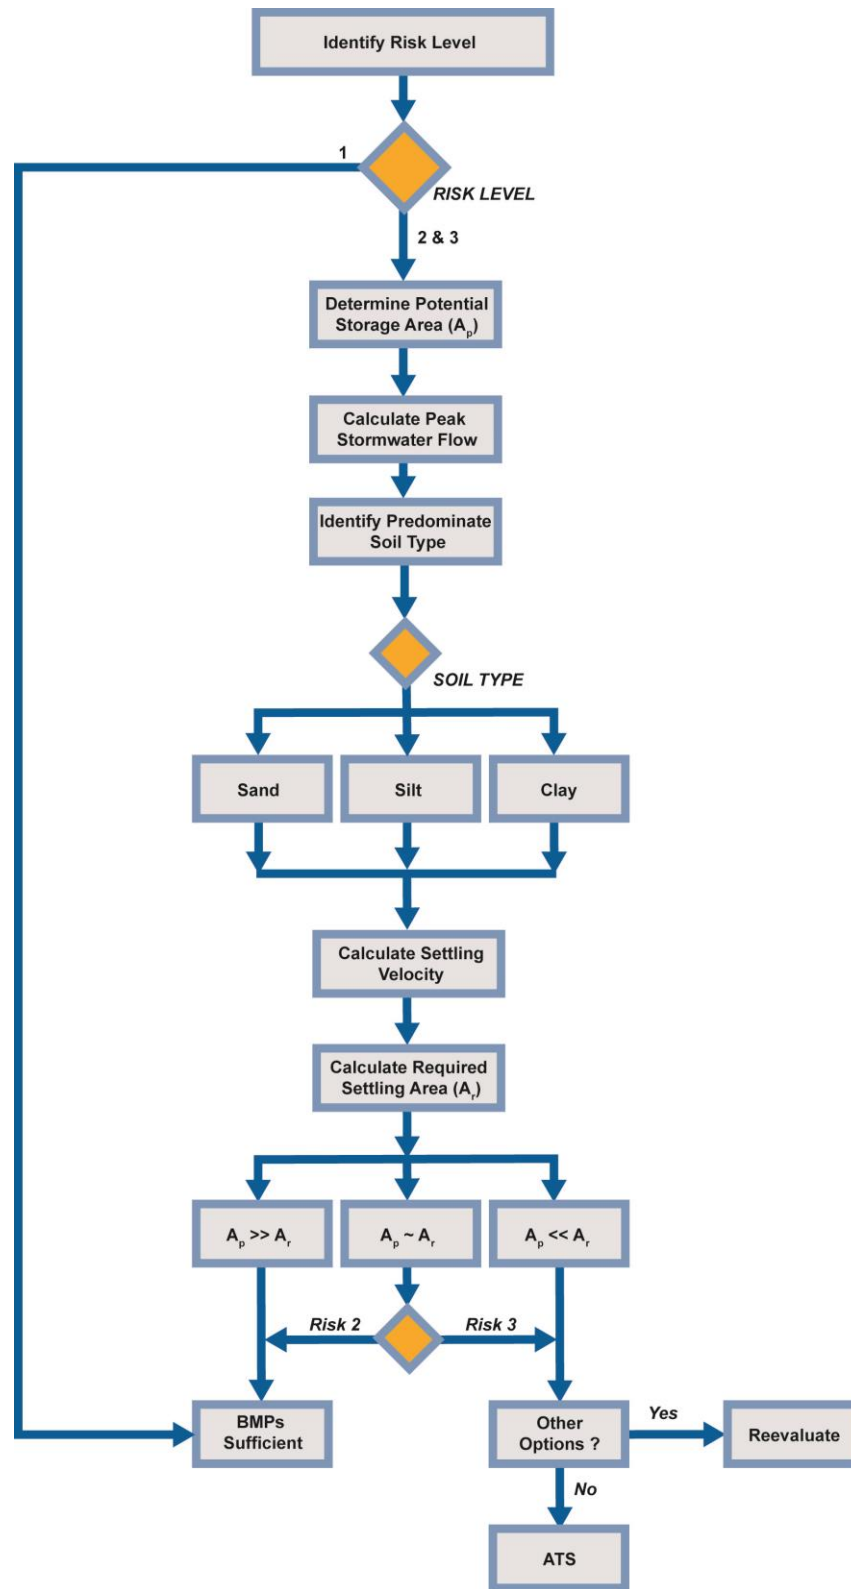 Identify Risk Level
1
RISK LEVEL
2 & 3
Determine Potential
Storage Area (Ap)
Calculate Peak
Stormwater Flow
Identify Predominate
Soil Type
SOIL TYPE
Sand
Silt
Clay
Calculate Settling
Velocity
Calculate Required
Settling Area (Ar)
Ap >> Ar
Ap ~ Ar
Ap << Ar
Risk 2
Risk 3
BMPs
Sufficient
Other
Options ?
Yes
Reevaluate
No
ATS